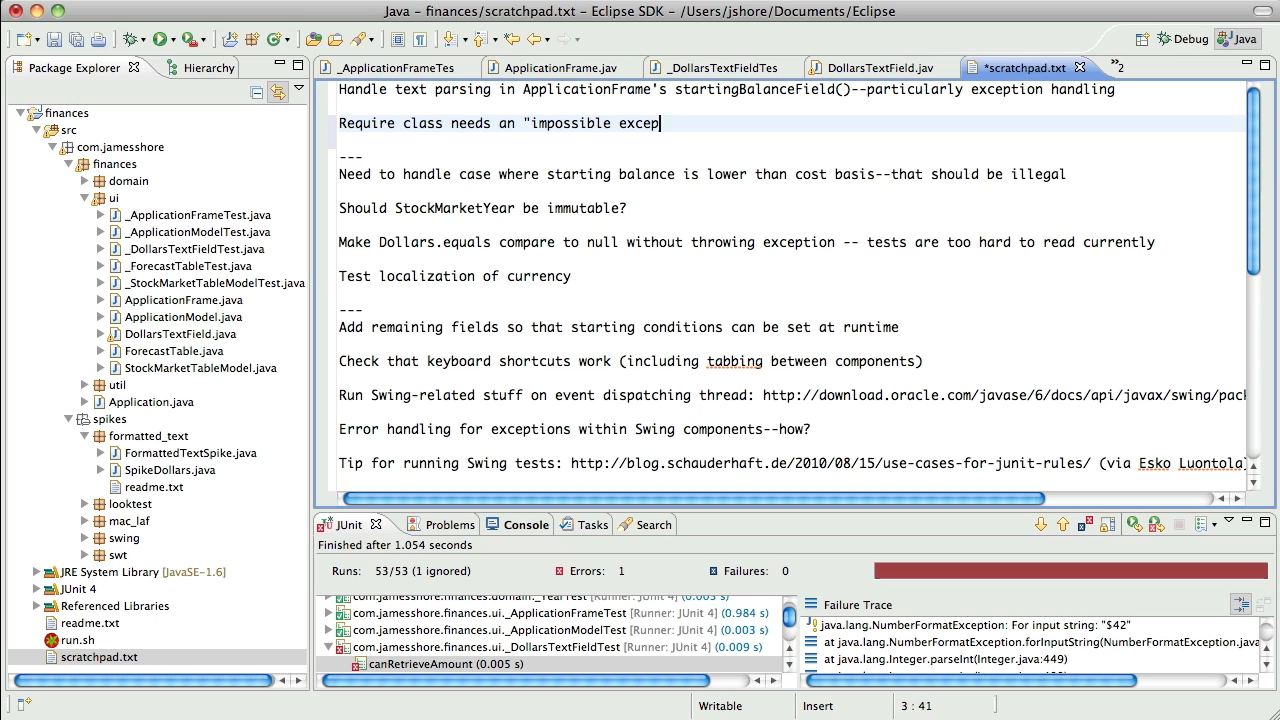 Java - finances/scratchpad.txt - Eclipse SDK - /Users/jshore/Documents/Eclipse
Debug
Java
Package Explorer
Hierarchy
_ApplicationFrameTes
ApplicationFrame.jav
_DollarsTextFieldTes
DollarsTextField.jav
*scratchpad.txt
»2
finances
src
com.jamesshore
finances
domain
ui
_ApplicationFrameTest.java
_ApplicationModelTest.java
_DollarsTextFieldTest.java
_ForecastTableTest.java
_StockMarketTableModelTest.java
ApplicationFrame.java
ApplicationModel.java
DollarsTextField.java
ForecastTable.java
StockMarketTableModel.java
util
Application.java
spikes
formatted_text
FormattedTextSpike.java
SpikeDollars.java
readme.txt
looktest
mac_laf
swing
swt
JRE System Library [JavaSE-1.6]
JUnit 4
Referenced Libraries
readme.txt
run.sh
scratchpad.txt
Handle text parsing in ApplicationFrame's startingBalanceField()--particularly exception handling
Require class needs an "impossible excep
---
Need to handle case where starting balance is lower than cost basis--that should be illegal
Should StockMarketYear be immutable?
Make Dollars.equals compare to null without throwing exception -- tests are too hard to read currently
Test localization of currency
---
Add remaining fields so that starting conditions can be set at runtime
Check that keyboard shortcuts work (including tabbing between components)
Run Swing-related stuff on event dispatching thread: http://download.oracle.com/javase/6/docs/api/javax/swing/pac
Error handling for exceptions within Swing components--how?
Tip for running Swing tests: http://blog.schauderhaft.de/2010/08/15/use-cases-for-junit-rules/ (via Esko Luontola)
JUnit
Problems
Console
Tasks
Search
Finished after 1.054 seconds
Runs: 53/53 (1 ignored)
Errors: 1
Failures: 0
com.jamesshore.finances.domain._YearTest [Runner: JUnit 4] (0.003 s)
com.jamesshore.finances.ui._ApplicationFrameTest [Runner: JUnit 4] (0.984 s)
com.jamesshore.finances.ui._ApplicationModelTest [Runner: JUnit 4] (0.003 s)
com.jamesshore.finances.ui._DollarsTextFieldTest [Runner: JUnit 4] (0.009 s)
canRetrieveAmount (0.005 s)
Failure Trace
java.lang.NumberFormatException: For input string: "$42"
at java.lang.NumberFormatException.forInputString(NumberFormatException.java
at java.lang.Integer.parseInt(Integer.java:449)
Writable
Insert
3 : 41